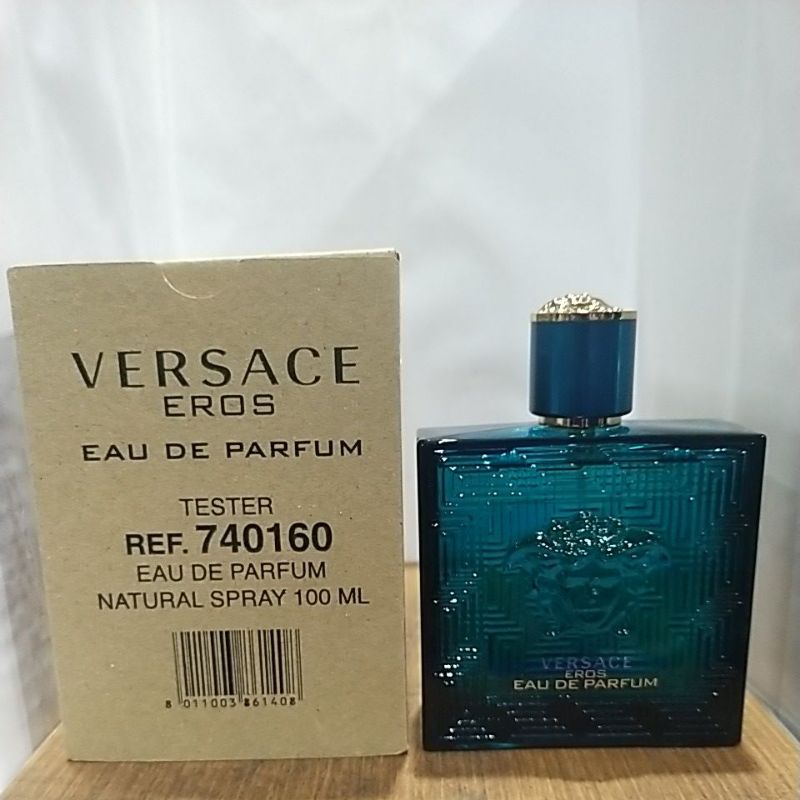 VERSACE
EROS
EAU DE PARFUM
TESTER
REF. 740160
EAU DE PARFUM
NATURAL SPRAY 100 ML
8 011003 861408
VERSACE
EROS
EAU DE PARFUM